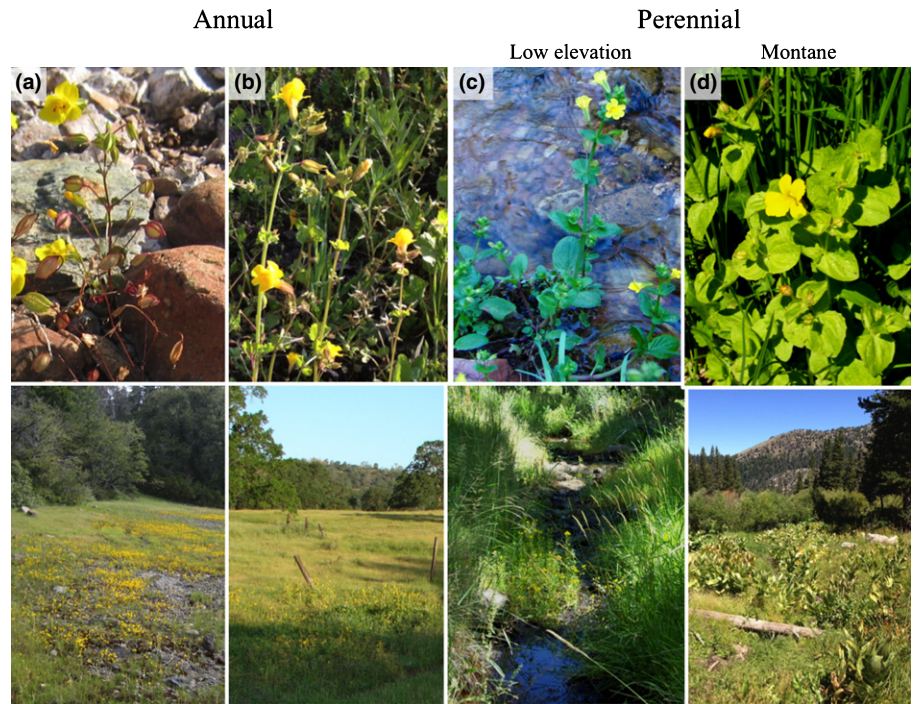 Annual
Perennial
Low elevation
Montane
(a)
(b)
(c)
(d)